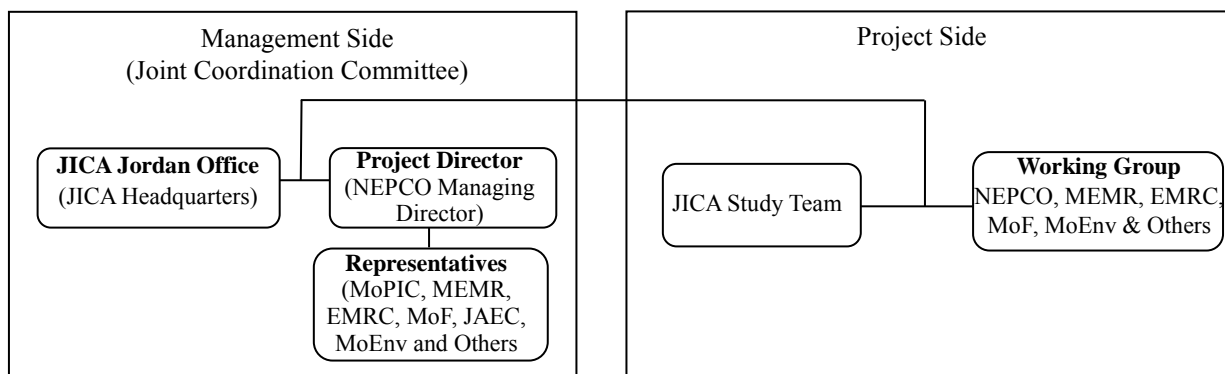 Management Side
(Joint Coordination Committee)
JICA Jordan Office
(JICA Headquarters)
Project Director
(NEPCO Managing
Director)
Representatives
(MoPIC, MEMR,
EMRC, MoF, JAEC,
MoEnv and Others
Project Side
JICA Study Team
Working Group
NEPCO, MEMR, EMRC,
MoF, MoEnv & Others